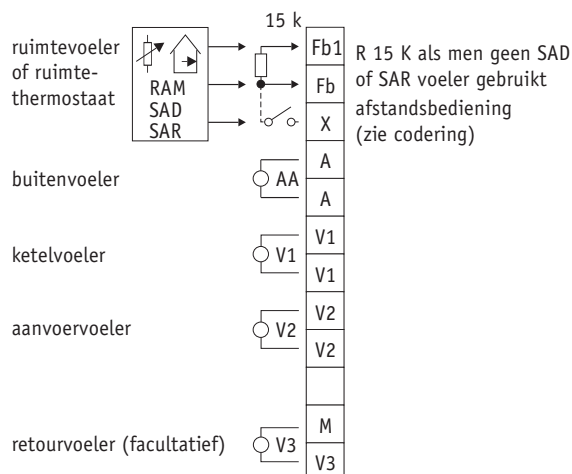 15 k
ruimtevoeler
of ruimte-
thermostaat
RAM
SAD
SAR
Fb1
Fb
X
R 15 K als men geen SAD
of SAR voeler gebruikt
afstandsbediening
(zie codering)
buitenvoeler
AA
A
A
ketelvoeler
V1
V1
V1
aanvoervoeler
V2
V2
V2
retourvoeler (facultatief)
V3
M
V3